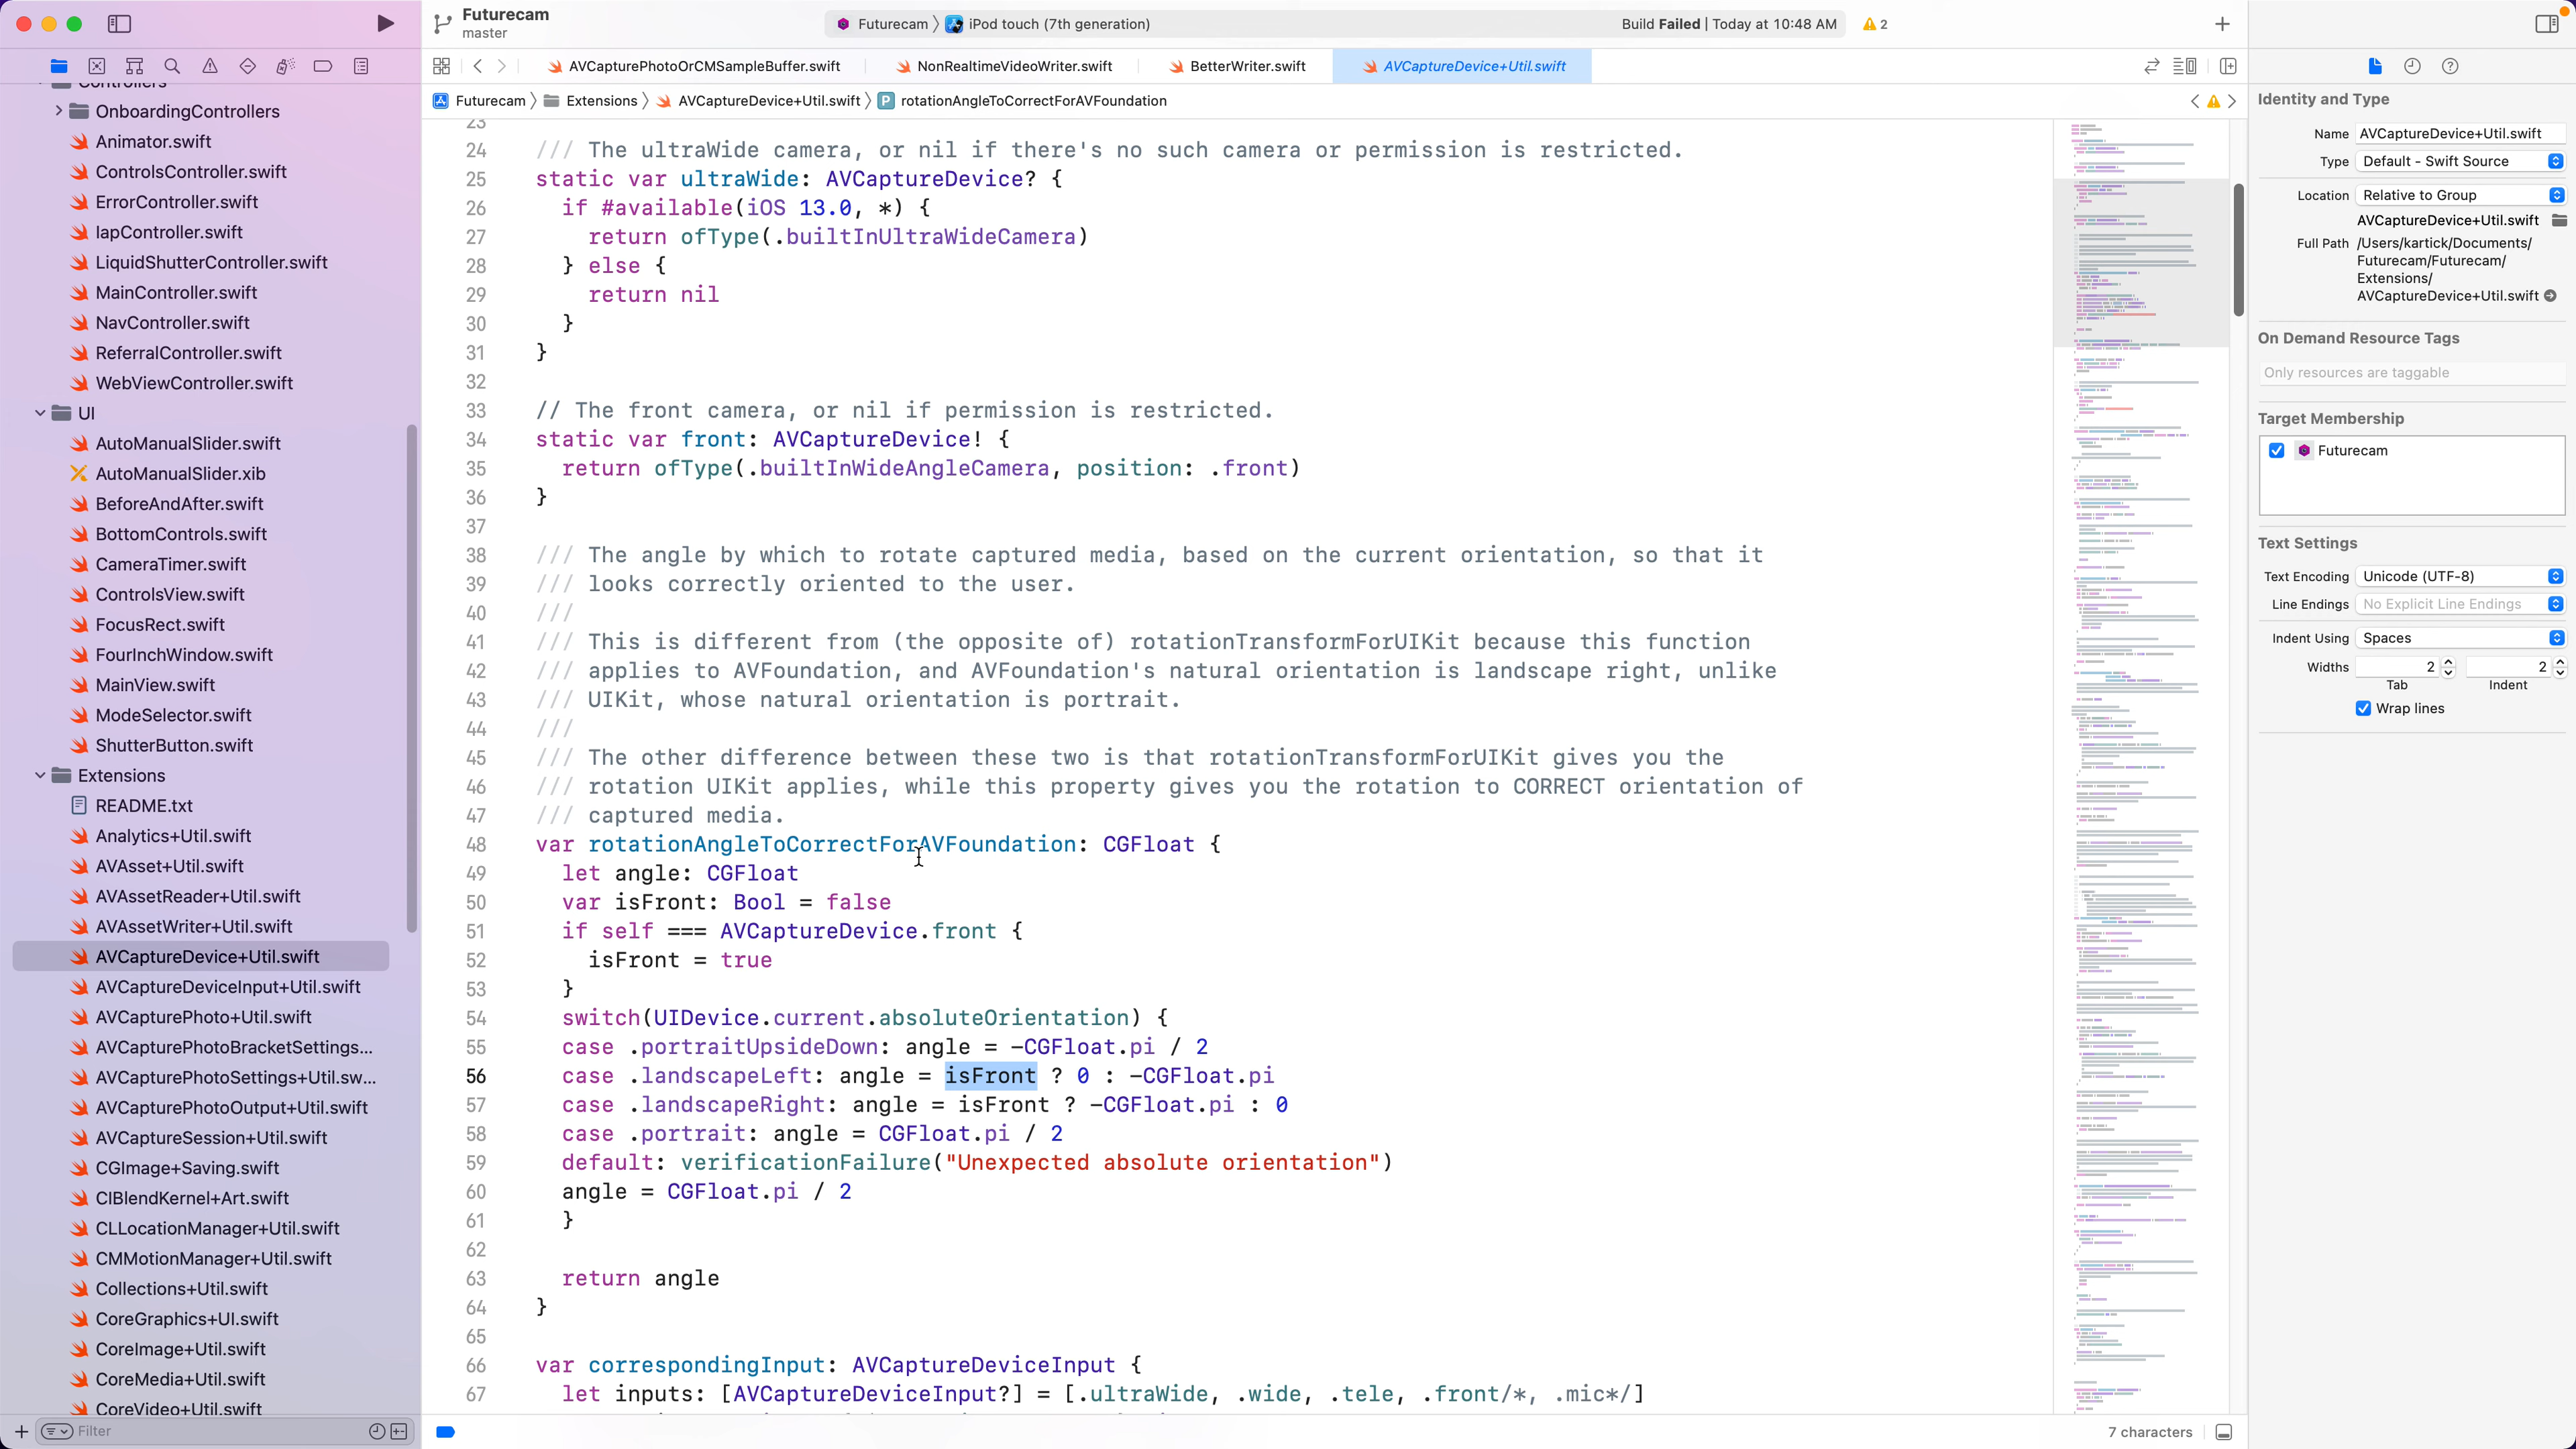 Futurecam
master
Futurecam
iPod touch (7th generation)
Build Failed | Today at 10:48 AM
2
AVCapturePhotoOrCMSampleBuffer.swift
NonRealtimeVideoWriter.swift
BetterWriter.swift
AVCaptureDevice+Util.swift
Futurecam
Extensions
AVCaptureDevice+Util.swift
P
rotationAngleToCorrectForAVFoundation
Controllers
OnboardingControllers
Animator.swift
ControlsController.swift
ErrorController.swift
IapController.swift
LiquidShutterController.swift
MainController.swift
NavController.swift
ReferralController.swift
WebViewController.swift
UI
AutoManualSlider.swift
AutoManualSlider.xib
BeforeAndAfter.swift
BottomControls.swift
CameraTimer.swift
ControlsView.swift
FocusRect.swift
FourInchWindow.swift
MainView.swift
ModeSelector.swift
ShutterButton.swift
Extensions
README.txt
Analytics+Util.swift
AVAsset+Util.swift
AVAssetReader+Util.swift
AVAssetWriter+Util.swift
AVCaptureDevice+Util.swift
AVCaptureDeviceInput+Util.swift
AVCapturePhoto+Util.swift
AVCapturePhotoBracketSettings...
AVCapturePhotoSettings+Util.sw...
AVCapturePhotoOutput+Util.swift
AVCaptureSession+Util.swift
CGImage+Saving.swift
CIBlendKernel+Art.swift
CLLocationManager+Util.swift
CMMotionManager+Util.swift
Collections+Util.swift
CoreGraphics+UI.swift
CoreImage+Util.swift
CoreMedia+Util.swift
CoreVideo+Util.swift
Filter
23
24 /// The ultraWide camera, or nil if there's no such camera or permission is restricted.
25 static var ultraWide: AVCaptureDevice? {
26 if #available(iOS 13.0, *) {
27 return ofType(.builtInUltraWideCamera)
28 } else {
29 return nil
30 }
31 }
32
33 // The front camera, or nil if permission is restricted.
34 static var front: AVCaptureDevice! {
35 return ofType(.builtInWideAngleCamera, position: .front)
36 }
37
38 /// The angle by which to rotate captured media, based on the current orientation, so that it
39 /// looks correctly oriented to the user.
40 ///
41 /// This is different from (the opposite of) rotationTransformForUIKit because this function
42 /// applies to AVFoundation, and AVFoundation's natural orientation is landscape right, unlike
43 /// UIKit, whose natural orientation is portrait.
44 ///
45 /// The other difference between these two is that rotationTransformForUIKit gives you the
46 /// rotation UIKit applies, while this property gives you the rotation to CORRECT orientation of
47 /// captured media.
48 var rotationAngleToCorrectForAVFoundation: CGFloat {
49 let angle: CGFloat
50 var isFront: Bool = false
51 if self === AVCaptureDevice.front {
52 isFront = true
53 }
54 switch(UIDevice.current.absoluteOrientation) {
55 case .portraitUpsideDown: angle = -CGFloat.pi / 2
56 case .landscapeLeft: angle = isFront ? 0 : -CGFloat.pi
57 case .landscapeRight: angle = isFront ? -CGFloat.pi : 0
58 case .portrait: angle = CGFloat.pi / 2
59 default: verificationFailure("Unexpected absolute orientation")
60 angle = CGFloat.pi / 2
61 }
62
63 return angle
64 }
65
66 var correspondingInput: AVCaptureDeviceInput {
67 let inputs: [AVCaptureDeviceInput?] = [.ultraWide, .wide, .tele, .front/*, .mic*/]
7 characters
Identity and Type
Name AVCaptureDevice+Util.swift
Type Default - Swift Source
Location Relative to Group
AVCaptureDevice+Util.swift
Full Path /Users/kartick/Documents/
Futurecam/Futurecam/
Extensions/
AVCaptureDevice+Util.swift
On Demand Resource Tags
Only resources are taggable
Target Membership
Futurecam
Text Settings
Text Encoding Unicode (UTF-8)
Line Endings No Explicit Line Endings
Indent Using Spaces
Widths 2 2
Tab Indent
Wrap lines